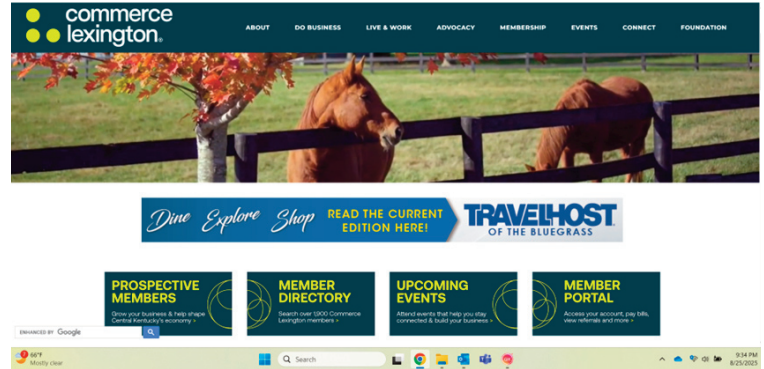 commerce
lexington.
ABOUT DO BUSINESS LIVE & WORK ADVOCACY MEMBERSHIP EVENTS CONNECT FOUNDATION
Dine Explore Shop
READ THE CURRENT
EDITION HERE!
TRAVELHOST
OF THE BLUEGRASS
PROSPECTIVE
MEMBERS
Grow your business & help shape
Central Kentucky's economy >
MEMBER
DIRECTORY
Search over 1,900 Commerce
Lexington members >
UPCOMING
EVENTS
Attend events that help you stay
connected & build your business >
MEMBER
PORTAL
Access your account, pay bills,
view referrals and more >
ENHANCED BY Google
66°F
Mostly clear
Search
9:34 PM
8/25/2025